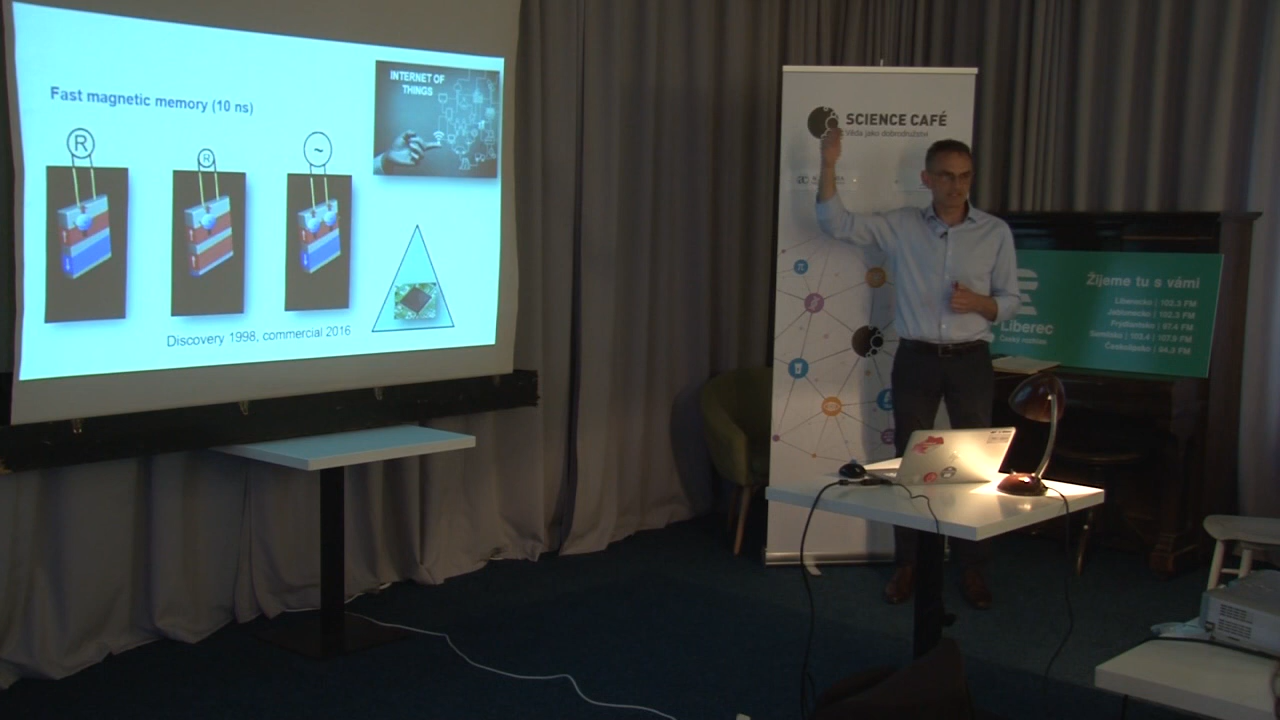 Fast magnetic memory (10 ns)
INTERNET OF
THINGS
R
R
~
Discovery 1998, commercial 2016
SCIENCE CAFÉ
Věda jako dobrodružství
Žijeme tu s vámi
Liberecko | 102.3 FM
Jablonecko | 102.3 FM
Frýdlantsko | 97.4 FM
Semilsko | 103.4 | 107.9 FM
Českolipsko | 94.3 FM
Liberec
Český rozhlas